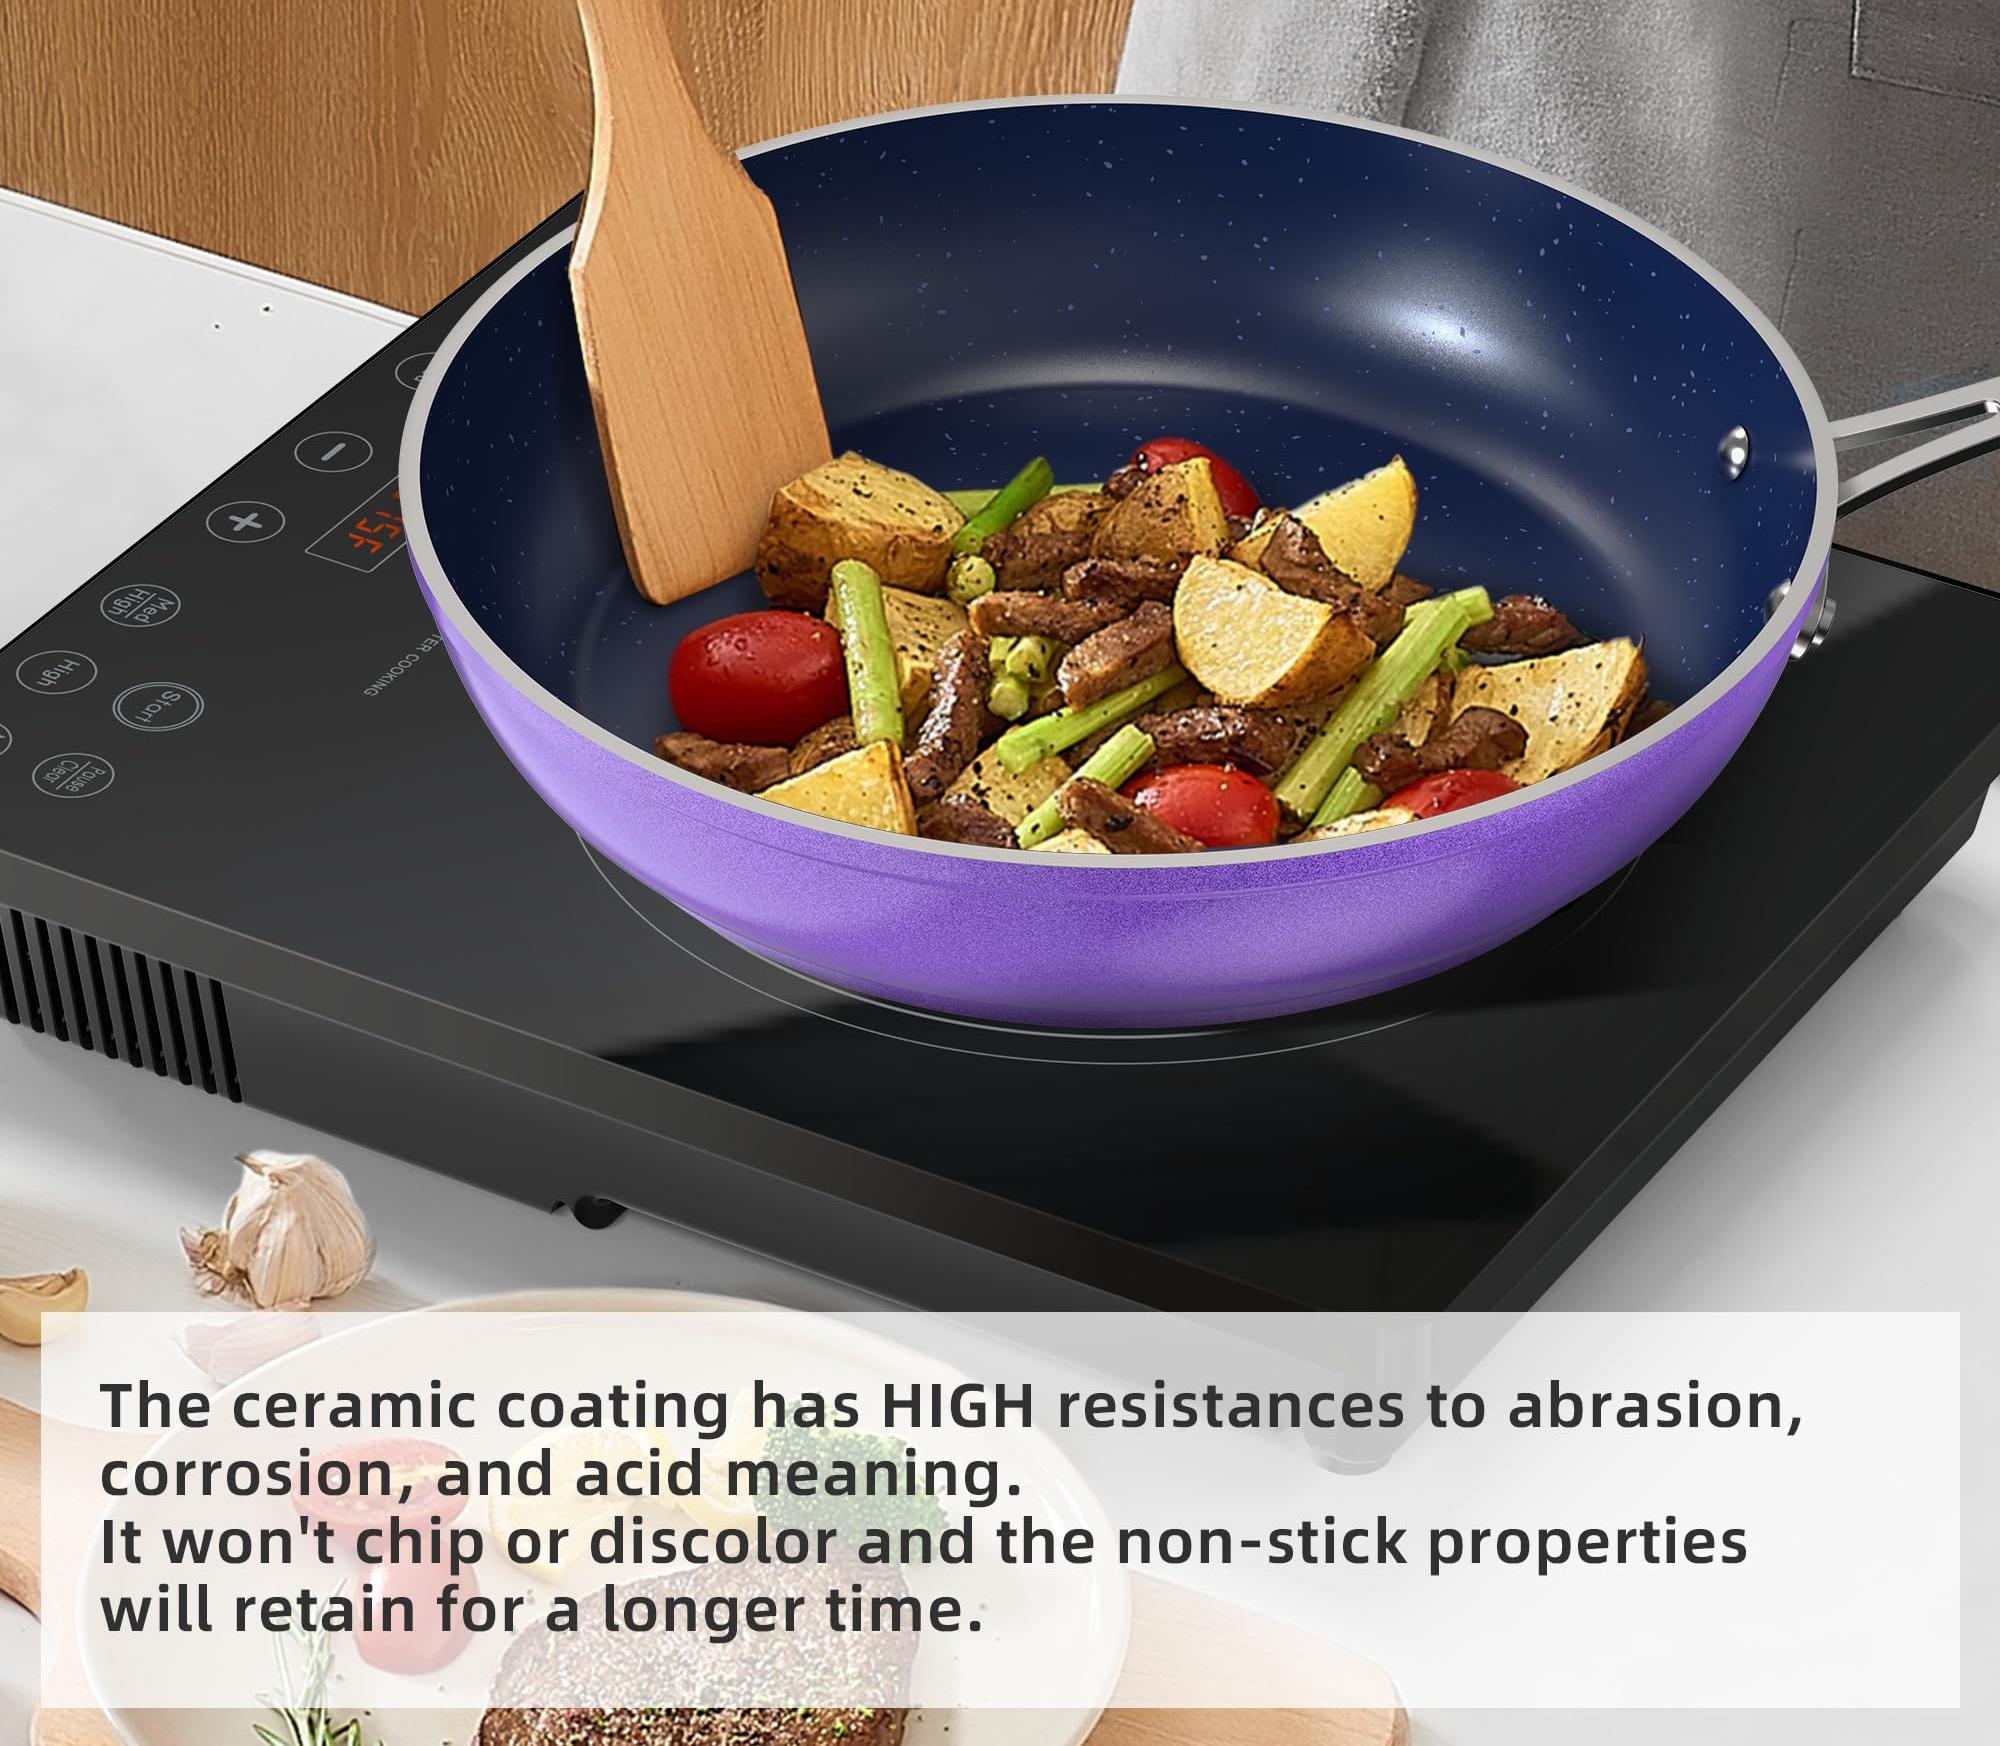 Med
High
High
Start
Pause
Clear
COOKING
The ceramic coating has HIGH resistances to abrasion,
corrosion, and acid meaning.
It won't chip or discolor and the non-stick properties
will retain for a longer time.